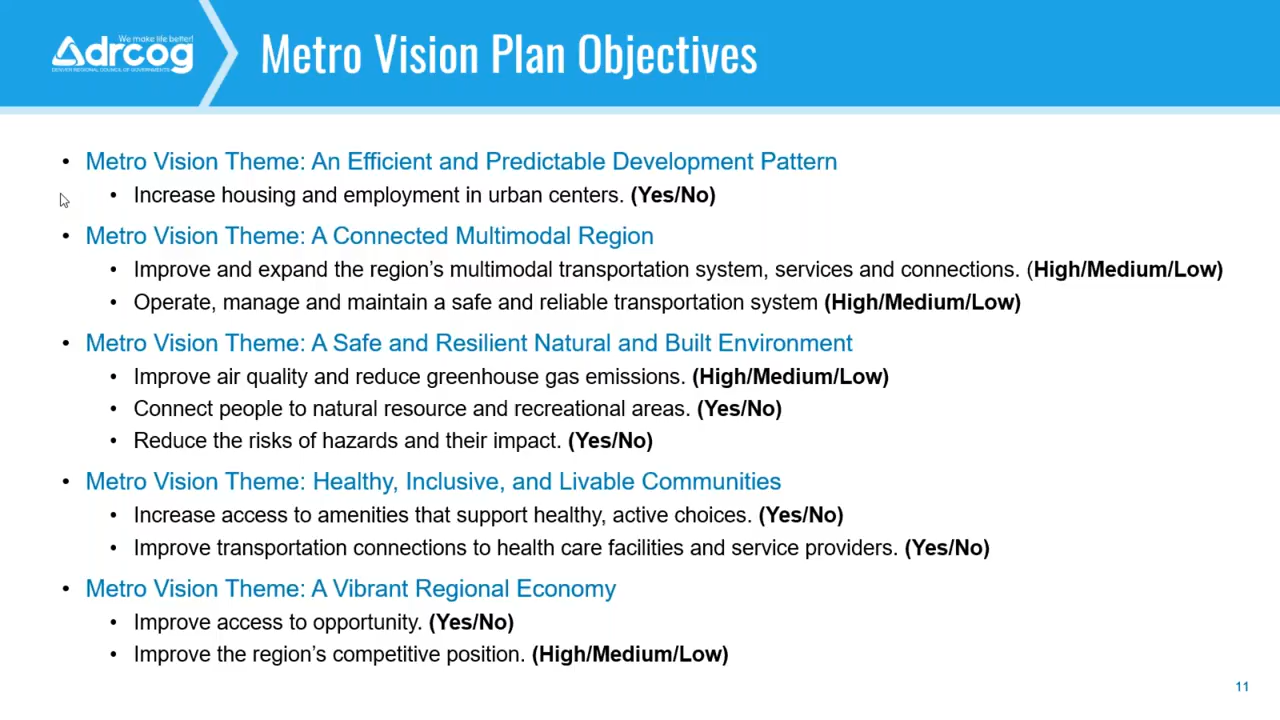 We make life better!
drcog
DENVER REGIONAL COUNCIL OF GOVERNMENTS
Metro Vision Plan Objectives
• Metro Vision Theme: An Efficient and Predictable Development Pattern
• Increase housing and employment in urban centers. (Yes/No)
• Metro Vision Theme: A Connected Multimodal Region
• Improve and expand the region’s multimodal transportation system, services and connections. (High/Medium/Low)
• Operate, manage and maintain a safe and reliable transportation system (High/Medium/Low)
• Metro Vision Theme: A Safe and Resilient Natural and Built Environment
• Improve air quality and reduce greenhouse gas emissions. (High/Medium/Low)
• Connect people to natural resource and recreational areas. (Yes/No)
• Reduce the risks of hazards and their impact. (Yes/No)
• Metro Vision Theme: Healthy, Inclusive, and Livable Communities
• Increase access to amenities that support healthy, active choices. (Yes/No)
• Improve transportation connections to health care facilities and service providers. (Yes/No)
• Metro Vision Theme: A Vibrant Regional Economy
• Improve access to opportunity. (Yes/No)
• Improve the region’s competitive position. (High/Medium/Low)
11